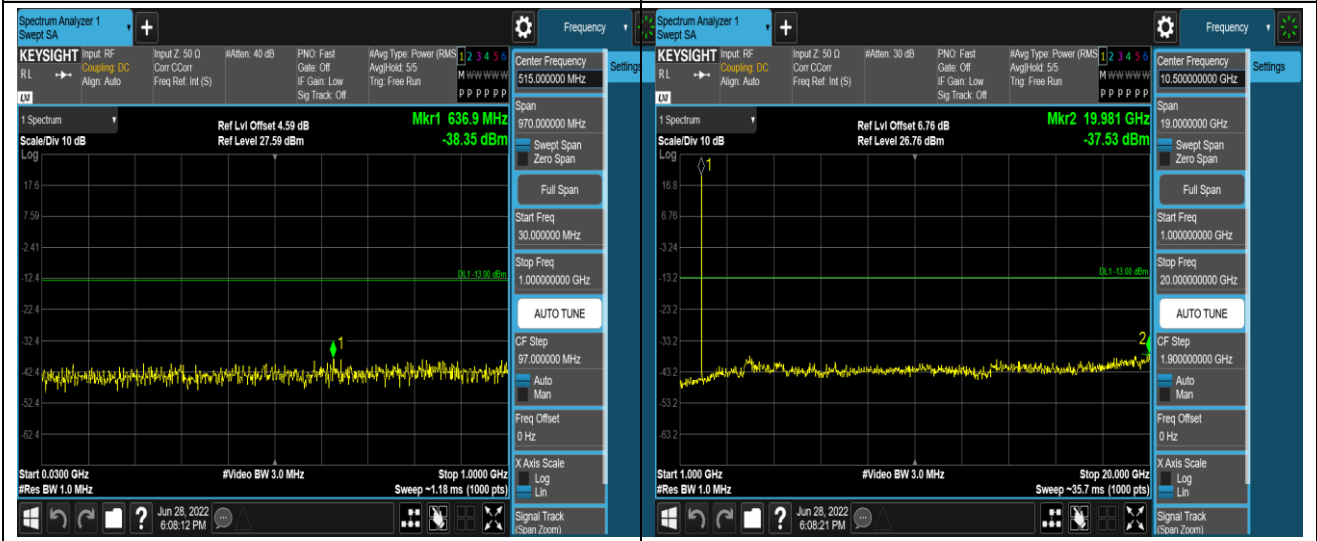 Spectrum Analyzer 1
Swept SA
+
Frequency
KEYSIGHT
Input: RF
Coupling: DC
Align: Auto
Input Z: 50 Ω
Corr CCorr
Freq Ref: Int (S)
#Atten: 40 dB
PNO: Fast
Gate: Off
IF Gain: Low
Sig Track: Off
#Avg Type: Power (RMS
Avg|Hold: 5/5
Trig: Free Run
1 2 3 4 5 6
M W W W W W
P P P P P P
RL
LXI
Center Frequency
515.000000 MHz
Settings
1 Spectrum
Scale/Div 10 dB
Log
Ref Lvl Offset 4.59 dB
Ref Level 27.59 dBm
Mkr1 636.9 MHz
-38.35 dBm
Span
970.000000 MHz
Swept Span
Zero Span
Full Span
Start Freq
30.000000 MHz
Stop Freq
1.000000000 GHz
AUTO TUNE
CF Step
97.000000 MHz
Auto
Man
Freq Offset
0 Hz
X Axis Scale
Log
Lin
Signal Track
(Span Zoom)
17.6
7.59
-2.41
-12.4
-22.4
-32.4
-42.4
-52.4
-62.4
DL1 -13.00 dBm
1
Start 0.0300 GHz
#Res BW 1.0 MHz
#Video BW 3.0 MHz
Stop 1.0000 GHz
Sweep ~1.18 ms (1000 pts)
?
Jun 28, 2022
6:08:12 PM
Spectrum Analyzer 1
Swept SA
+
Frequency
KEYSIGHT
Input: RF
Coupling: DC
Align: Auto
Input Z: 50 Ω
Corr CCorr
Freq Ref: Int (S)
#Atten: 30 dB
PNO: Fast
Gate: Off
IF Gain: Low
Sig Track: Off
#Avg Type: Power (RMS
Avg|Hold: 5/5
Trig: Free Run
1 2 3 4 5 6
M W W W W W
P P P P P P
RL
LXI
Center Frequency
10.500000000 GHz
Settings
1 Spectrum
Scale/Div 10 dB
Log
Ref Lvl Offset 6.76 dB
Ref Level 26.76 dBm
Mkr2 19.981 GHz
-37.53 dBm
Span
19.0000000 GHz
Swept Span
Zero Span
Full Span
Start Freq
1.000000000 GHz
Stop Freq
20.000000000 GHz
AUTO TUNE
CF Step
1.900000000 GHz
Auto
Man
Freq Offset
0 Hz
X Axis Scale
Log
Lin
Signal Track
(Span Zoom)
16.8
6.76
-3.24
-13.2
-23.2
-33.2
-43.2
-53.2
-63.2
DL1 -13.00 dBm
1
2
Start 1.000 GHz
#Res BW 1.0 MHz
#Video BW 3.0 MHz
Stop 20.000 GHz
Sweep ~35.7 ms (1000 pts)
?
Jun 28, 2022
6:08:21 PM